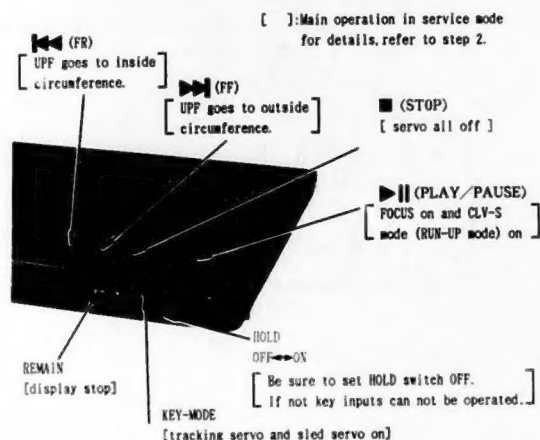 [ ]:Main operation in service mode
for details, refer to step 2.
|◀◀ (FR)
[ UPF goes to inside
circumference. ]
▶▶| (FF)
[ UPF goes to outside
circumference. ]
■ (STOP)
[ servo all off ]
▶|| (PLAY/PAUSE)
[ FOCUS on and CLV-S
mode (RUN-UP mode) on ]
HOLD
OFF↔ON
[ Be sure to set HOLD switch OFF.
If not key inputs can not be operated. ]
REMAIN
[display stop]
KEY-MODE
[tracking servo and sled servo on]